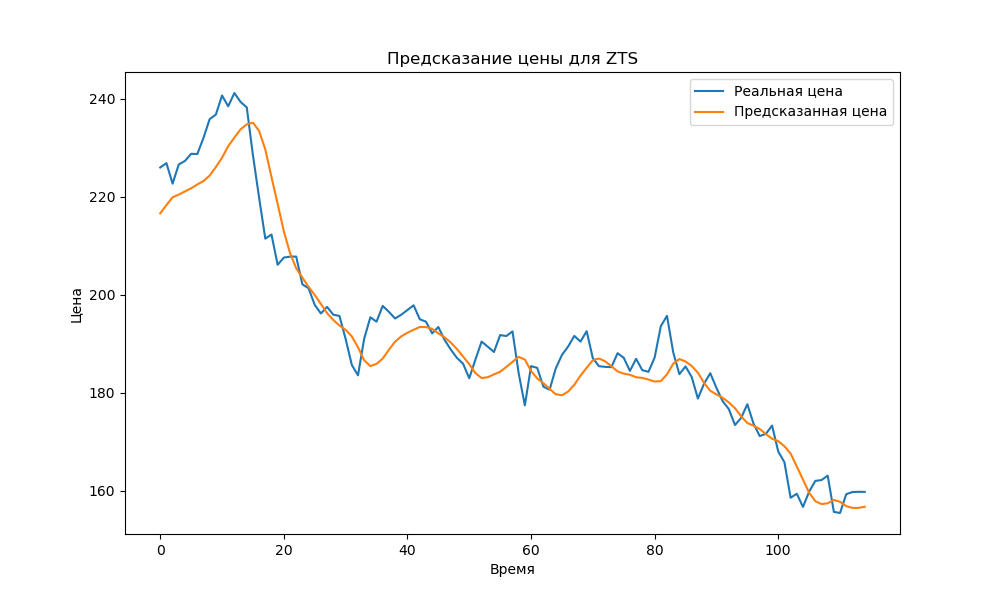 Предсказание цены для ZTS
Реальная цена
Предсказанная цена
Цена
240
220
200
180
160
0 20 40 60 80 100
Время